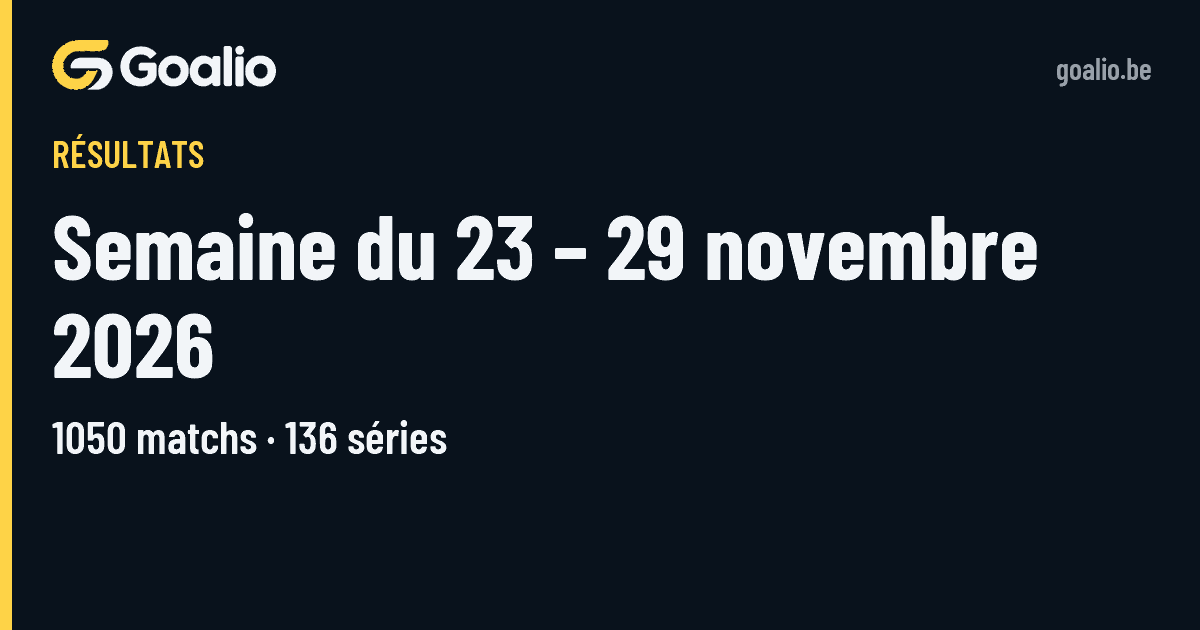 Goalio
goalio.be
RÉSULTATS
Semaine du 23 – 29 novembre
2026
1050 matchs · 136 séries